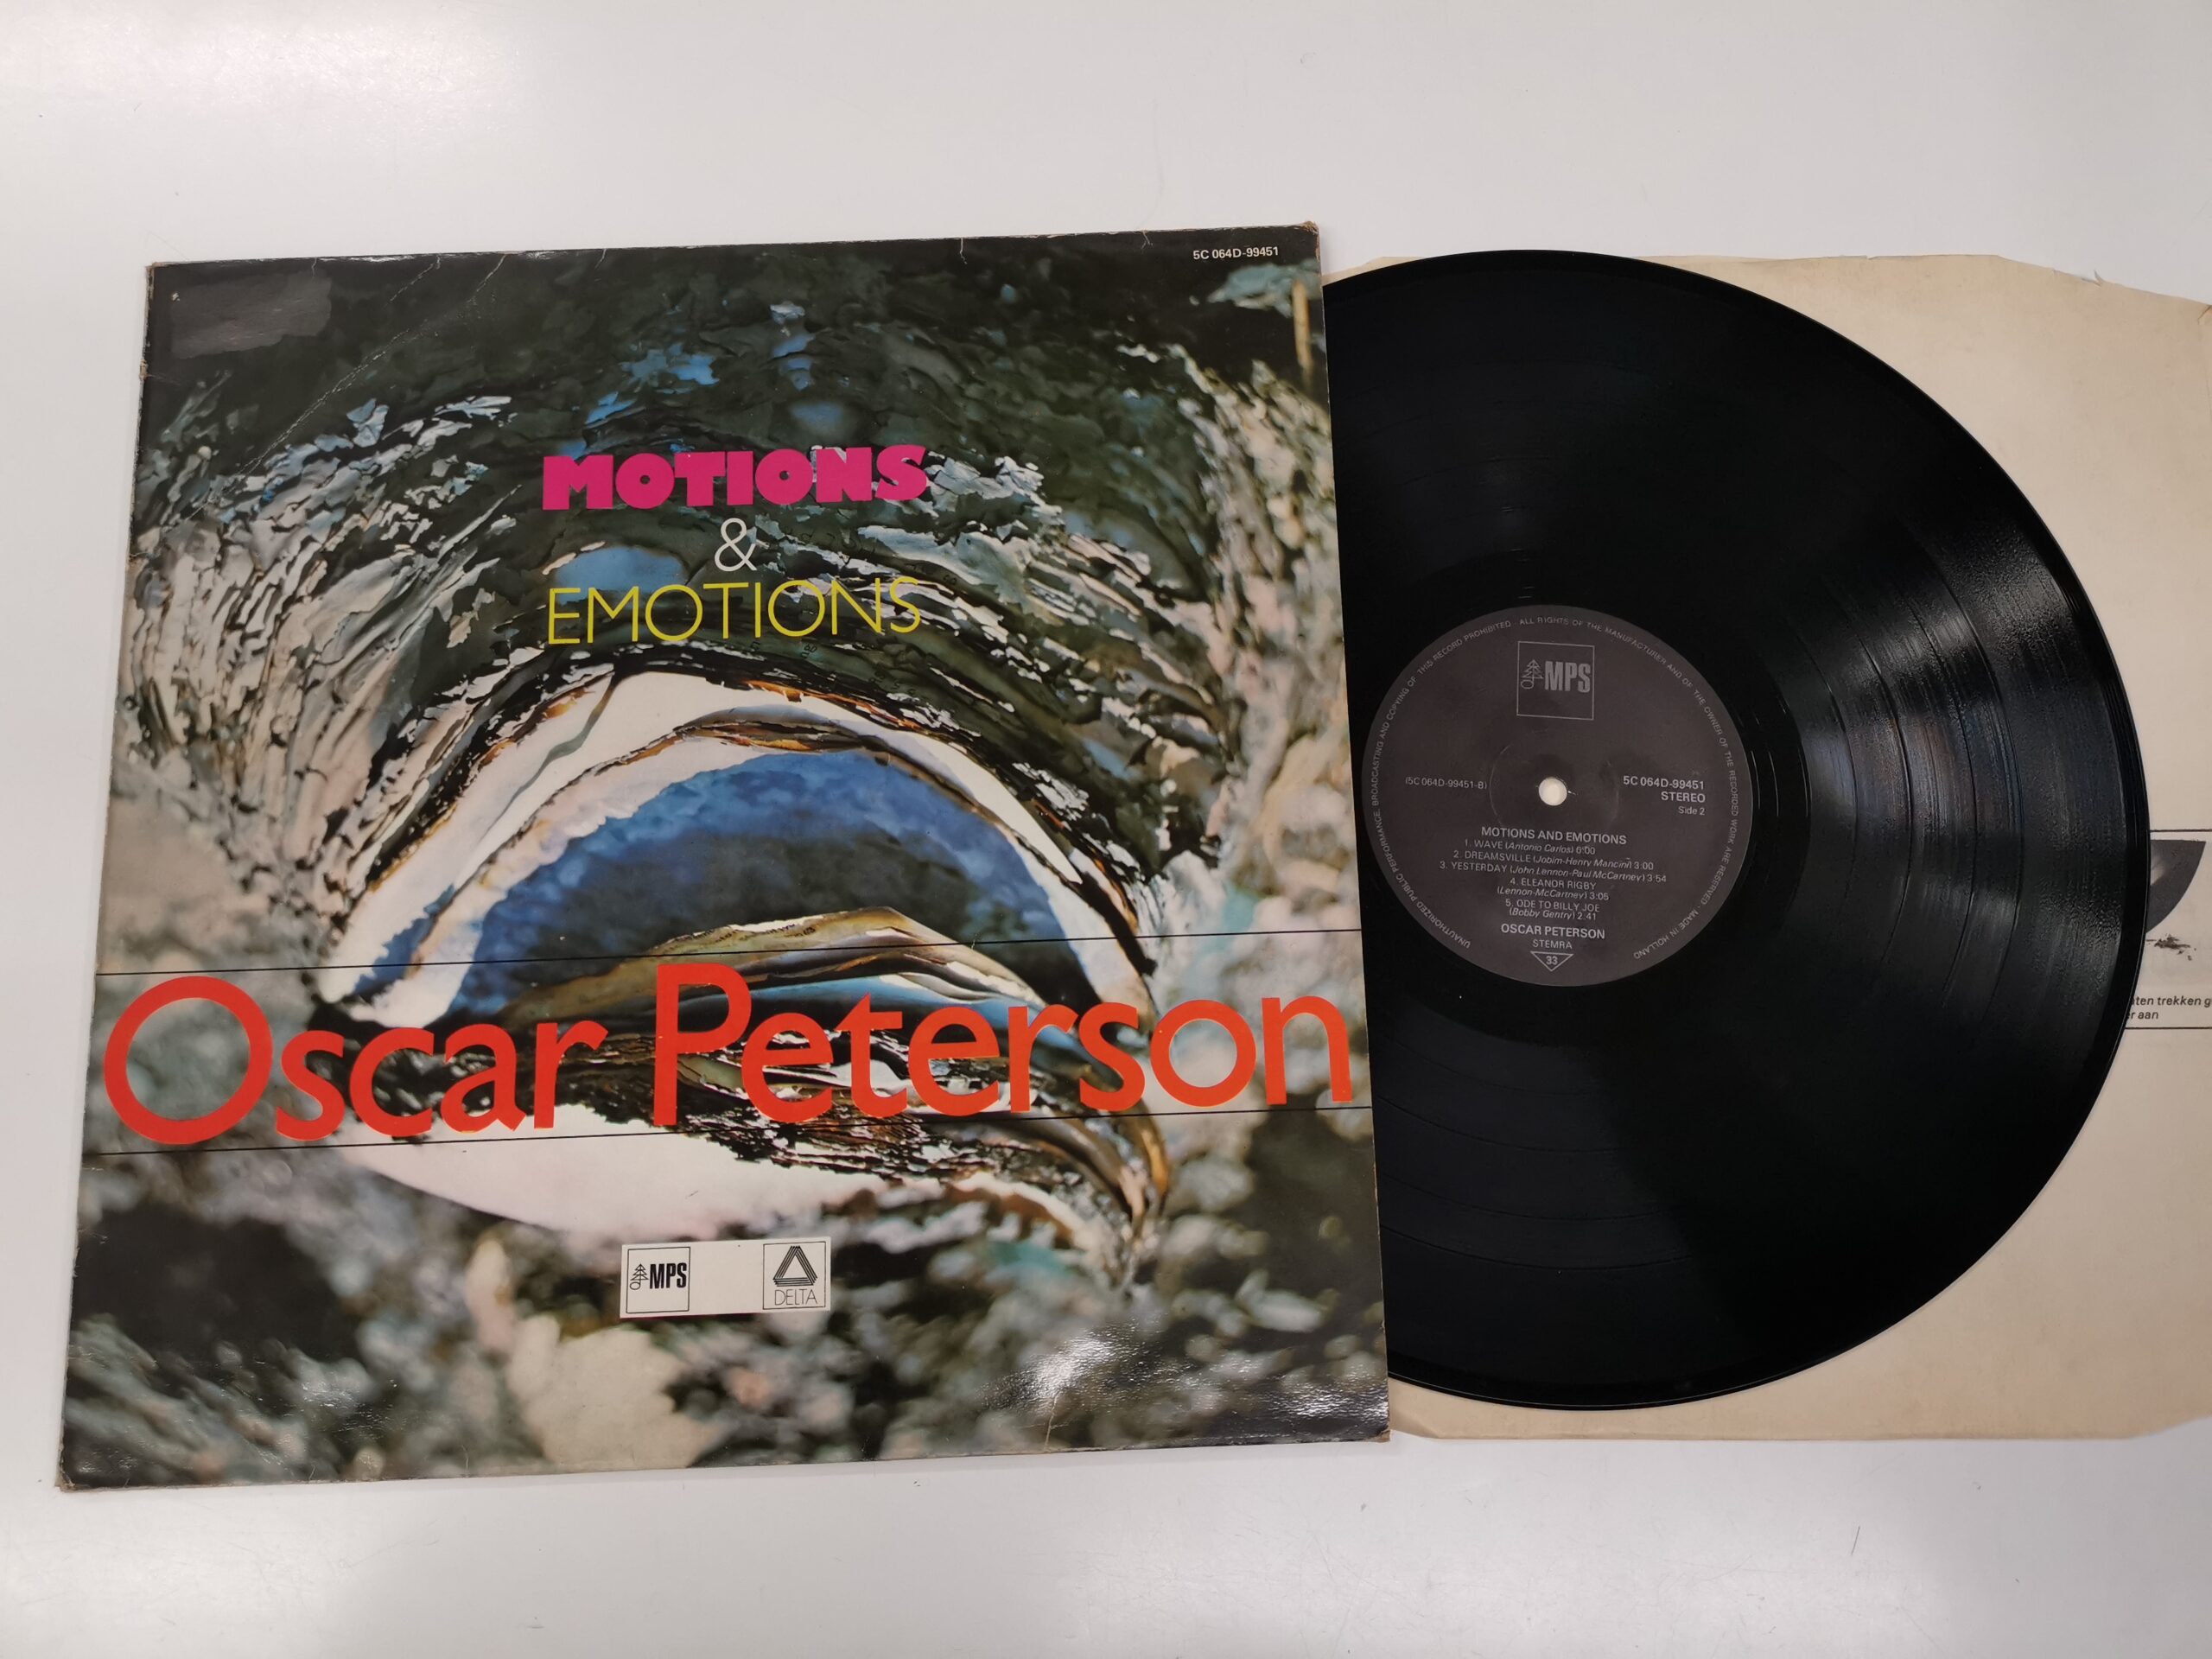 5C 064D-99451
MOTIONS
&
EMOTIONS
Oscar Peterson
MPS
DELTA
UNAUTHORIZED PUBLIC PERFORMANCE, BROADCASTING AND COPYING OF THIS RECORD PROHIBITED - ALL RIGHTS OF THE MANUFACTURER AND OF THE OWNER OF THE RECORDED WORK ARE RESERVED. MADE IN HOLLAND
MPS
(5C 064D-99451-B)
5C 064D-99451
STEREO
Side 2
MOTIONS AND EMOTIONS
1. WAVE (Antonio Carlos) 6:00
2. DREAMSVILLE (Jobim-Henry Mancini) 3:00
3. YESTERDAY (John Lennon-Paul McCartney) 3:54
4. ELEANOR RIGBY
(Lennon-McCartney) 3:05
5. ODE TO BILLY JOE
(Bobby Gentry) 2:41
OSCAR PETERSON
STEMRA
33
trekken
aan